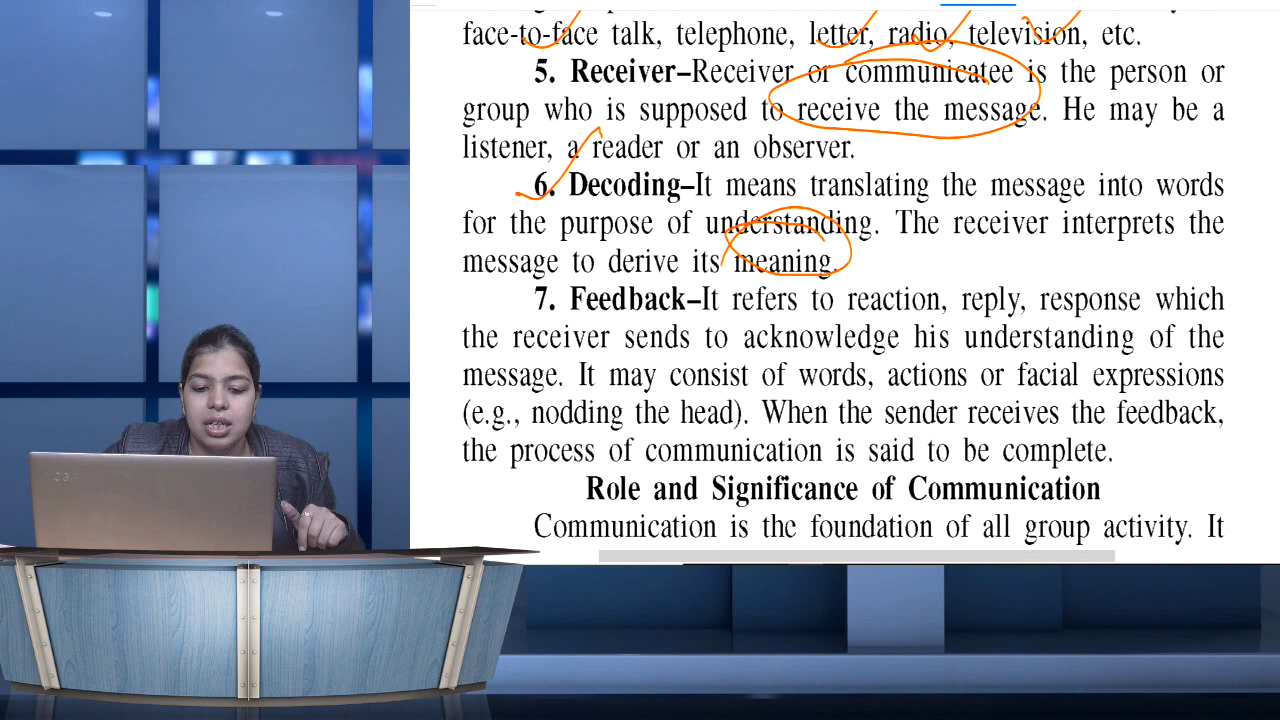 face-to-face talk, telephone, letter, radio, television, etc.
5. Receiver–Receiver or communicatee is the person or
group who is supposed to receive the message. He may be a
listener, a reader or an observer.
6. Decoding–It means translating the message into words
for the purpose of understanding. The receiver interprets the
message to derive its meaning.
7. Feedback–It refers to reaction, reply, response which
the receiver sends to acknowledge his understanding of the
message. It may consist of words, actions or facial expressions
(e.g., nodding the head). When the sender receives the feedback,
the process of communication is said to be complete.
Role and Significance of Communication
Communication is the foundation of all group activity. It